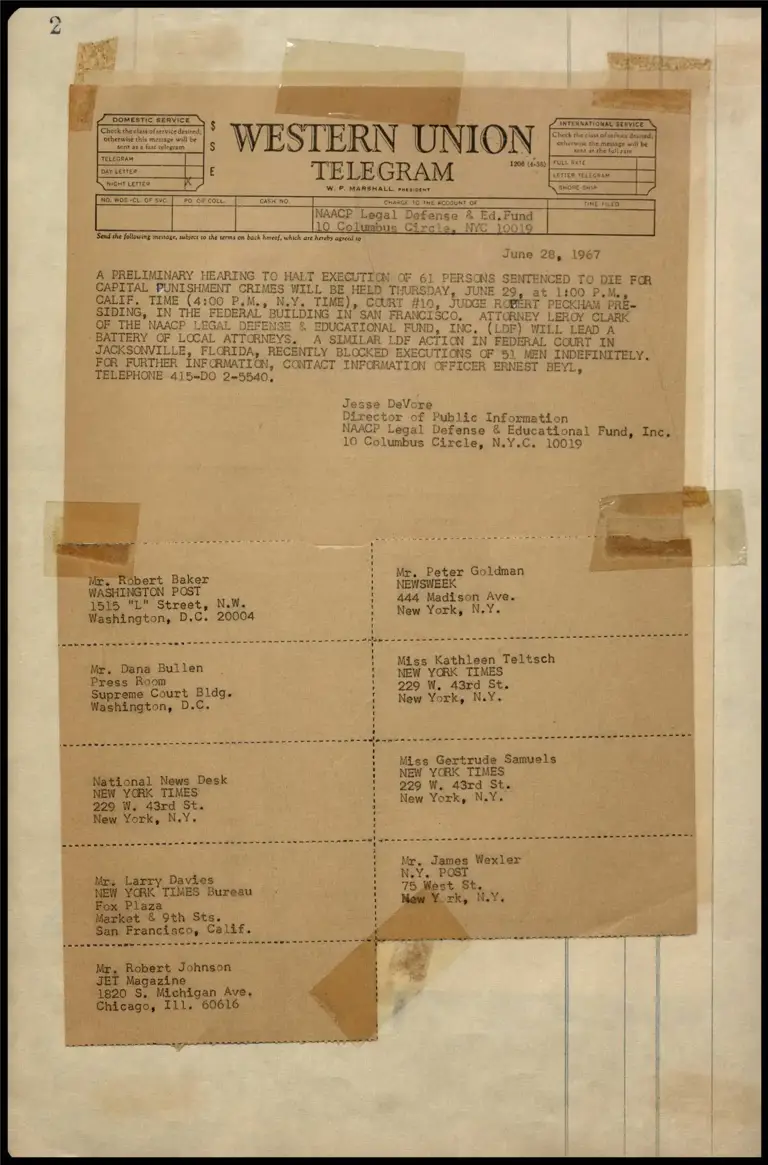 2
DOMESTIC SERVICE
Check the class of service desired;
otherwise this message will be
sent as a fast telegram
TELEGRAM
DAY LETTER
NIGHT LETTER X
$
S
E
WESTERN UNION
TELEGRAM
1206 (4-55)
W. P. MARSHALL, PRESIDENT
INTERNATIONAL SERVICE
Check the class of service desired;
otherwise the message will be
sent at the full rate
FULL RATE
LETTER TELEGRAM
SHORE-SHIP
NO. WDS.-CL. OF SVC.
PD. OR COLL.
CASH NO.
CHARGE TO THE ACCOUNT OF
TIME FILED
NAACP Legal Defense & Ed.Fund
10 Columbus Circle, NYC 10019
Send the following message, subject to the terms on back hereof, which are hereby agreed to
June 28, 1967
A PRELIMINARY HEARING TO HALT EXECUTION OF 61 PERSONS SENTENCED TO DIE FOR
CAPITAL PUNISHMENT CRIMES WILL BE HELD THURSDAY, JUNE 29, at 1:00 P.M.,
CALIF. TIME (4:00 P.M., N.Y. TIME), COURT #10, JUDGE ROBERT PECKHAM PRE-
SIDING, IN THE FEDERAL BUILDING IN SAN FRANCISCO. ATTORNEY LEROY CLARK
OF THE NAACP LEGAL DEFENSE & EDUCATIONAL FUND, INC. (LDF) WILL LEAD A
BATTERY OF LOCAL ATTORNEYS. A SIMILAR LDF ACTION IN FEDERAL COURT IN
JACKSONVILLE, FLORIDA, RECENTLY BLOCKED EXECUTIONS OF 51 MEN INDEFINITELY.
FOR FURTHER INFORMATION, CONTACT INFORMATION OFFICER ERNEST BEYL,
TELEPHONE 415-DO 2-5540.
Jesse DeVore
Director of Public Information
NAACP Legal Defense & Educational Fund, Inc.
10 Columbus Circle, N.Y.C. 10019
Mr. Robert Baker
WASHINGTON POST
1515 "L" Street, N.W.
Washington, D.C. 20004
Mr. Peter Goldman
NEWSWEEK
444 Madison Ave.
New York, N.Y.
Mr. Dana Bullen
Press Room
Supreme Court Bldg.
Washington, D.C.
Miss Kathleen Teltsch
NEW YORK TIMES
229 W. 43rd St.
New York, N.Y.
National News Desk
NEW YORK TIMES
229 W. 43rd St.
New York, N.Y.
Miss Gertrude Samuels
NEW YORK TIMES
229 W. 43rd St.
New York, N.Y.
Mr. Larry Davies
NEW YORK TIMES Bureau
Fox Plaza
Market & 9th Sts.
San Francisco, Calif.
Mr. James Wexler
N.Y. POST
75 West St.
New Y rk, N.Y.
Mr. Robert Johnson
JET Magazine
1820 S. Michigan Ave.
Chicago, Ill. 60616